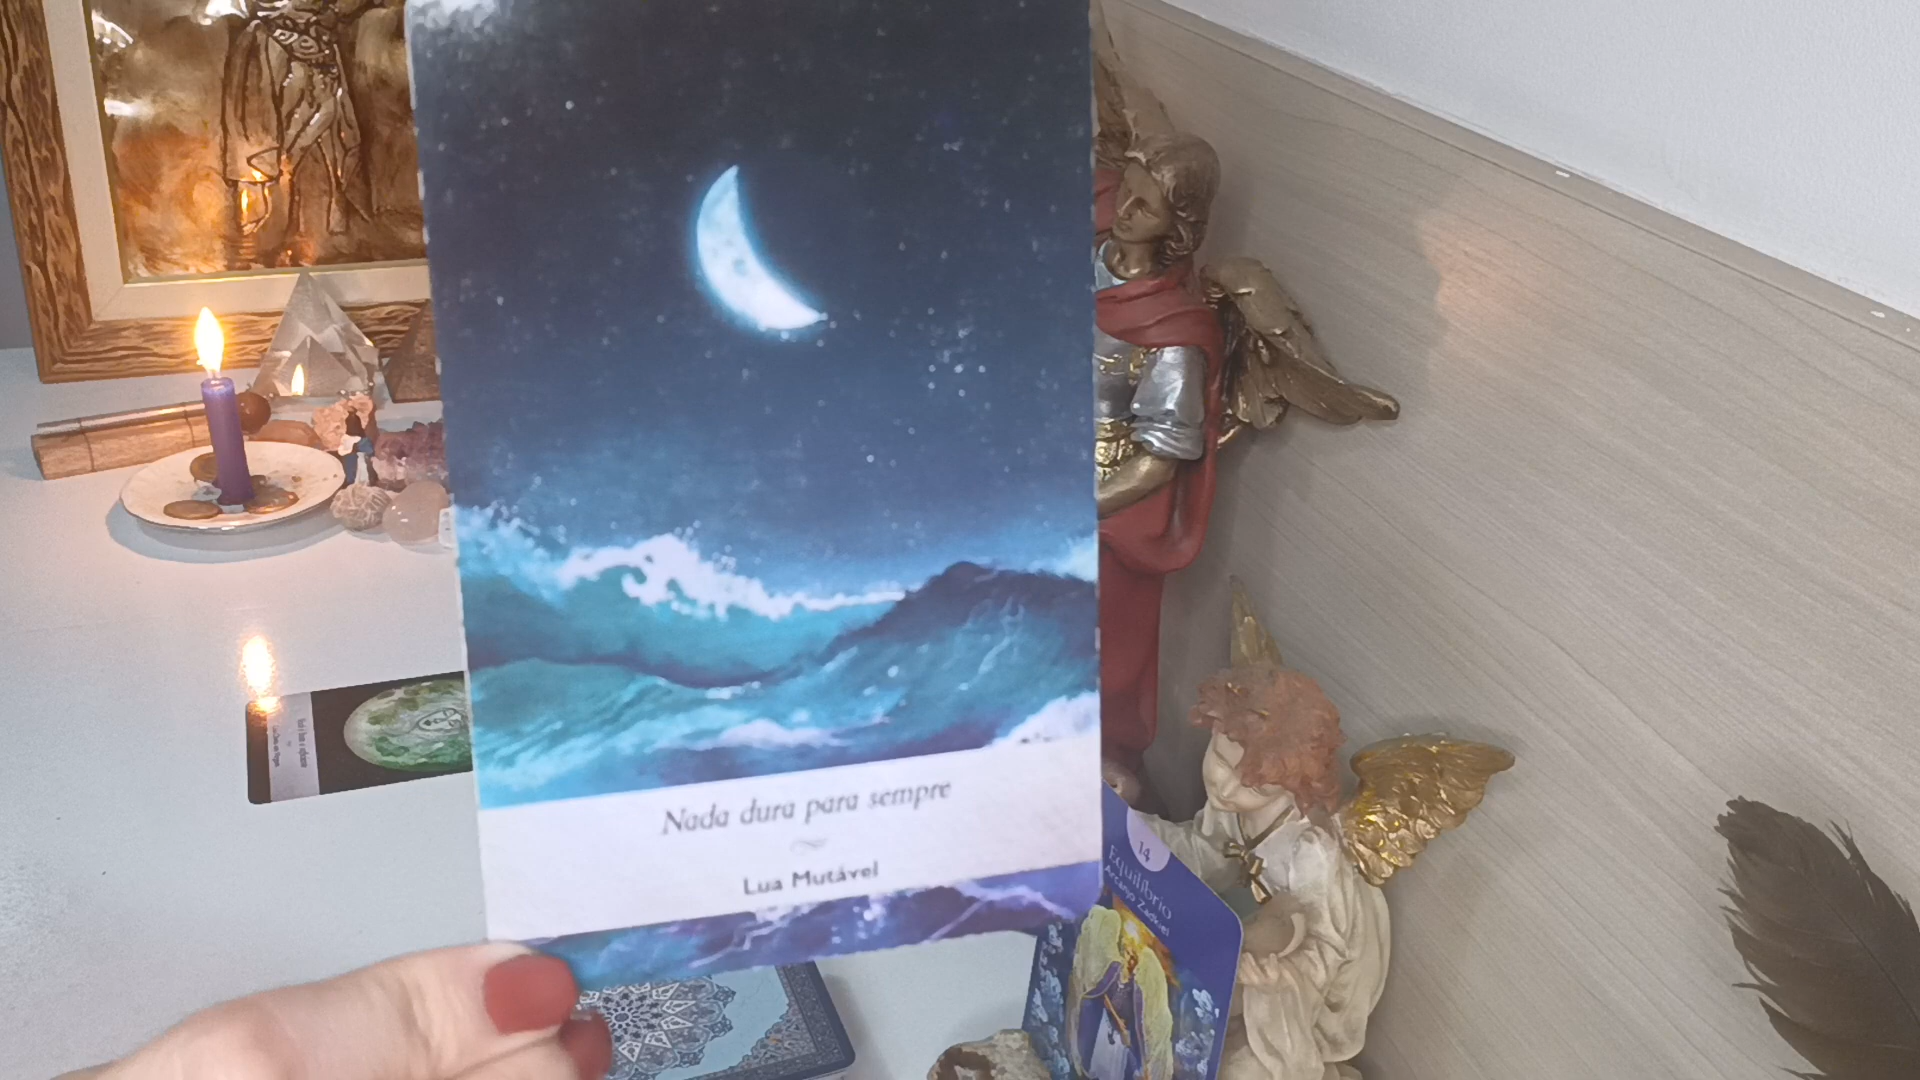 Nada dura para sempre
Lua Mutável
14
Equilíbrio
Arcanjo Zadkiel